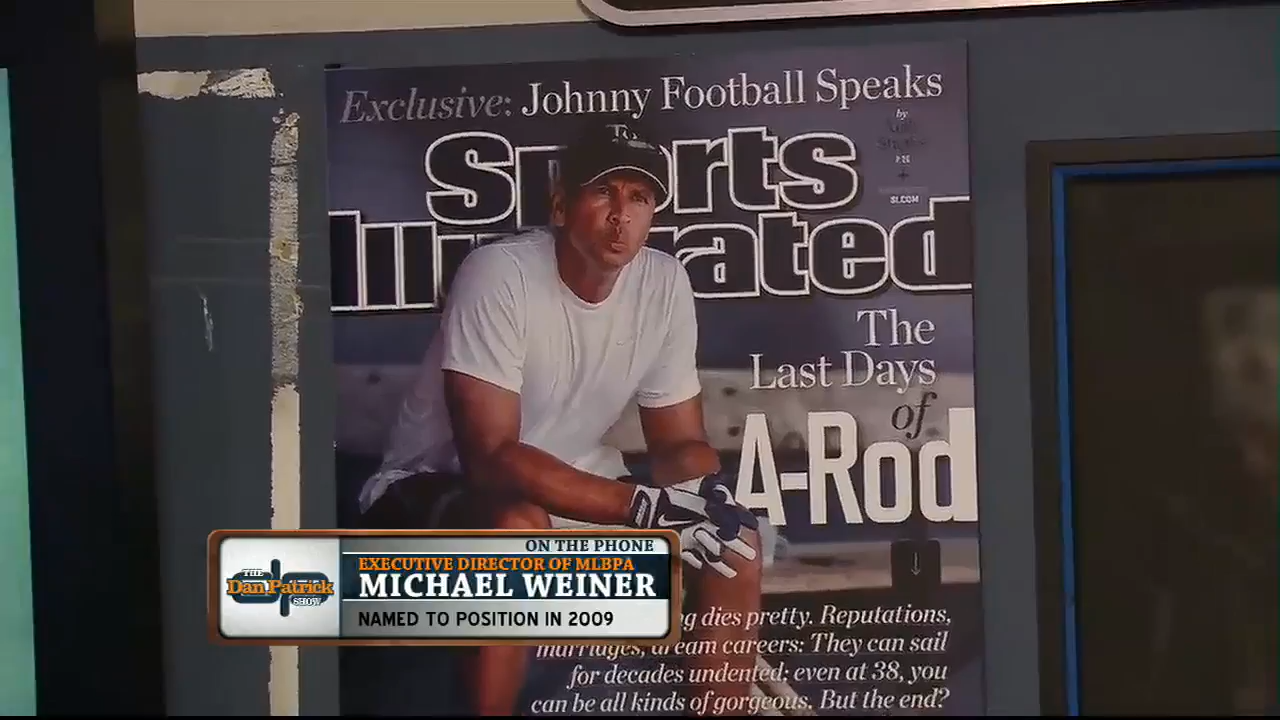 Exclusive: Johnny Football Speaks
by
Sports
SI.COM
The
Last Days
of
A-Rod
ON THE PHONE
EXECUTIVE DIRECTOR OF MLBPA
MICHAEL WEINER
NAMED TO POSITION IN 2009
THE
Dan Patrick
SHOW
dies pretty. Reputations,
marriages, dream careers: They can sail
for decades undented; even at 38, you
can be all kinds of gorgeous. But the end?